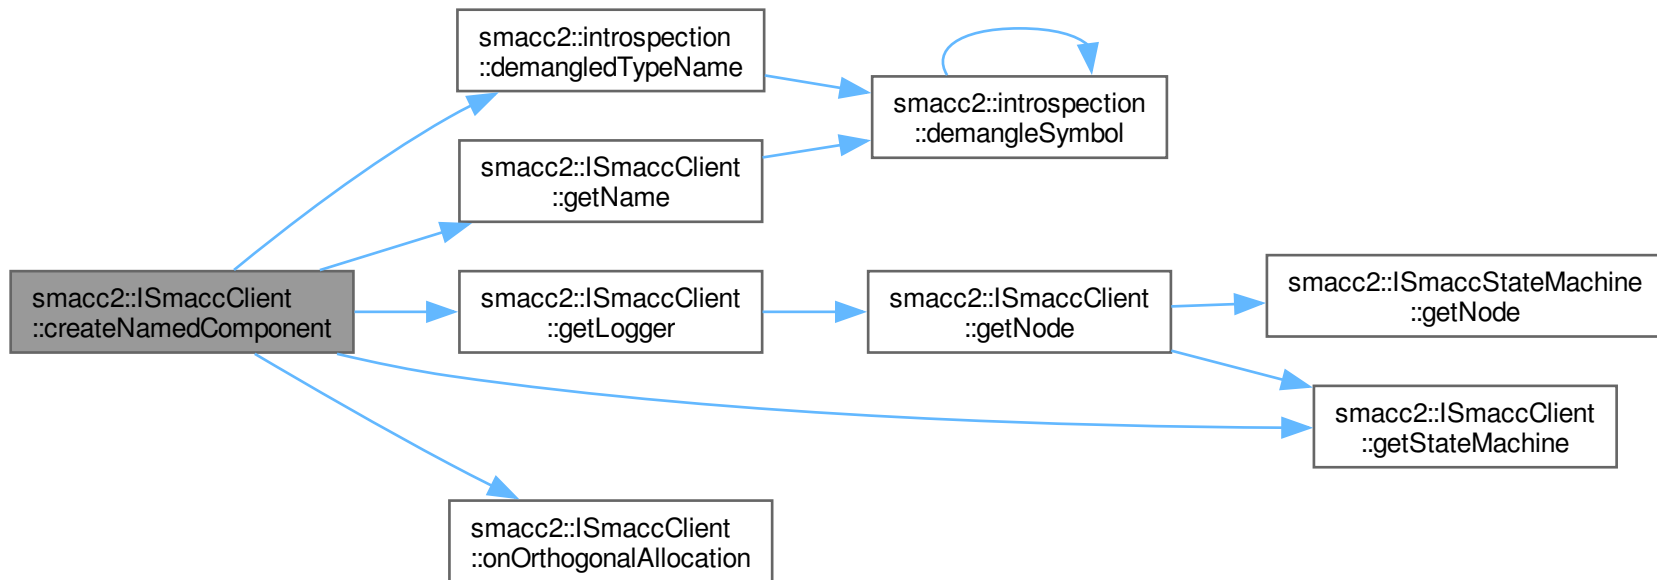 smacc2::introspection
::demangledTypeName
smacc2::introspection
::demangleSymbol
smacc2::ISmaccClient
::getName
smacc2::ISmaccClient
::createNamedComponent
smacc2::ISmaccClient
::getLogger
smacc2::ISmaccClient
::getNode
smacc2::ISmaccStateMachine
::getNode
smacc2::ISmaccClient
::getStateMachine
smacc2::ISmaccClient
::onOrthogonalAllocation